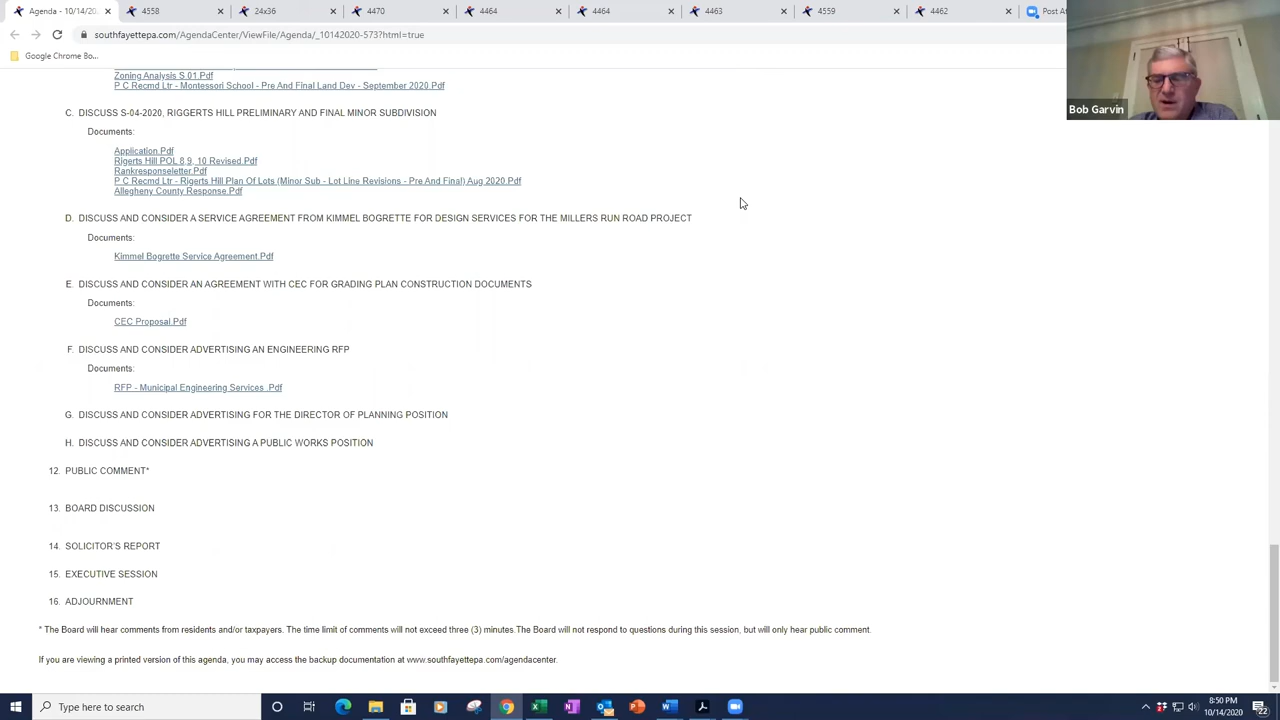 Agenda - 10/14/20
4558
24x36
4470
4464
4464
4463
4559
4462
Post At
southfayettepa.com/AgendaCenter/ViewFile/Agenda/_10142020-573?html=true
Google Chrome Bo...
Bob Garvin
Zoning Analysis S.01.Pdf
P C Recmd Ltr - Montessori School - Pre And Final Land Dev - September 2020.Pdf
C. DISCUSS S-04-2020, RIGGERTS HILL PRELIMINARY AND FINAL MINOR SUBDIVISION
Documents:
Application.Pdf
Rigerts Hill POL 8,9, 10 Revised.Pdf
Rankresponseletter.Pdf
P C Recmd Ltr - Rigerts Hill Plan Of Lots (Minor Sub - Lot Line Revisions - Pre And Final) Aug 2020.Pdf
Allegheny County Response.Pdf
D. DISCUSS AND CONSIDER A SERVICE AGREEMENT FROM KIMMEL BOGRETTE FOR DESIGN SERVICES FOR THE MILLERS RUN ROAD PROJECT
Documents:
Kimmel Bogrette Service Agreement.Pdf
E. DISCUSS AND CONSIDER AN AGREEMENT WITH CEC FOR GRADING PLAN CONSTRUCTION DOCUMENTS
Documents:
CEC Proposal.Pdf
F. DISCUSS AND CONSIDER ADVERTISING AN ENGINEERING RFP
Documents:
RFP - Municipal Engineering Services .Pdf
G. DISCUSS AND CONSIDER ADVERTISING FOR THE DIRECTOR OF PLANNING POSITION
H. DISCUSS AND CONSIDER ADVERTISING A PUBLIC WORKS POSITION
12. PUBLIC COMMENT*
13. BOARD DISCUSSION
14. SOLICITOR'S REPORT
15. EXECUTIVE SESSION
16. ADJOURNMENT
* The Board will hear comments from residents and/or taxpayers. The time limit of comments will not exceed three (3) minutes.The Board will not respond to questions during this session, but will only hear public comment.
If you are viewing a printed version of this agenda, you may access the backup documentation at www.southfayettepa.com/agendacenter.
Type here to search
8:50 PM
10/14/2020
22